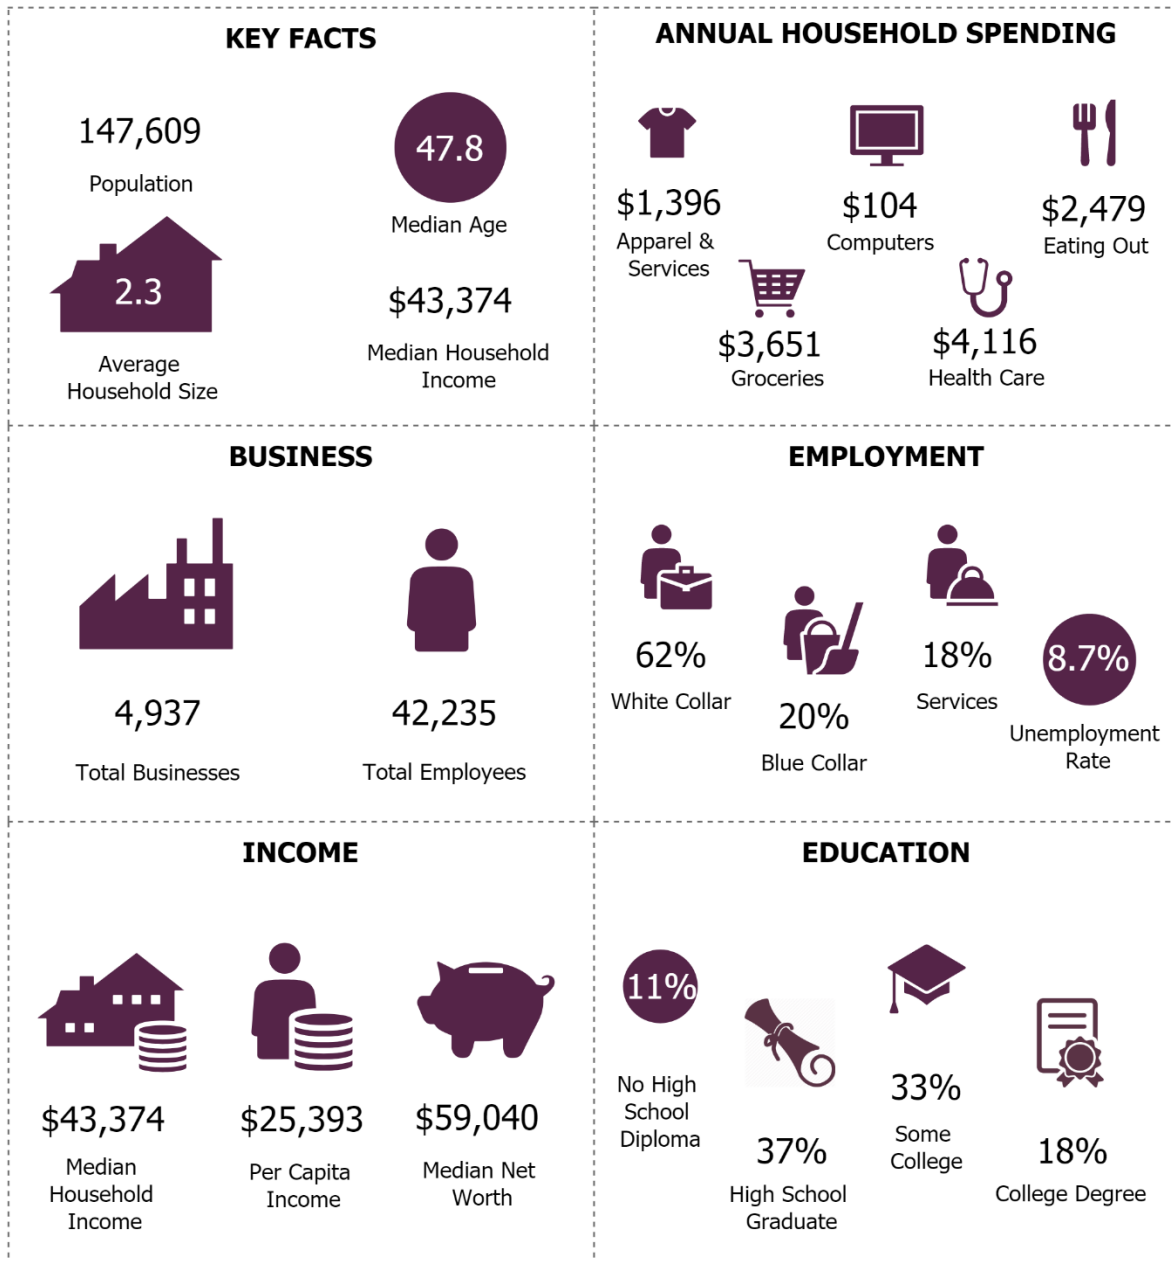 KEY FACTS
147,609
Population
47.8
Median Age
2.3
Average
Household Size
$43,374
Median Household
Income
ANNUAL HOUSEHOLD SPENDING
$1,396
Apparel &
Services
$104
Computers
$2,479
Eating Out
$3,651
Groceries
$4,116
Health Care
BUSINESS
4,937
Total Businesses
42,235
Total Employees
EMPLOYMENT
62%
White Collar
20%
Blue Collar
18%
Services
8.7%
Unemployment
Rate
INCOME
$43,374
Median
Household
Income
$25,393
Per Capita
Income
$59,040
Median Net
Worth
EDUCATION
11%
No High
School
Diploma
37%
High School
Graduate
33%
Some
College
18%
College Degree